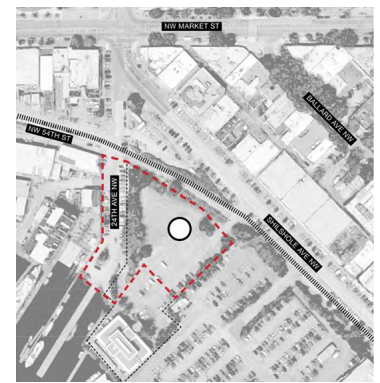 NW MARKET ST
BALLARD AVE NW
NW 54TH ST
24TH AVE NW
SHILSHOLE AVE NW